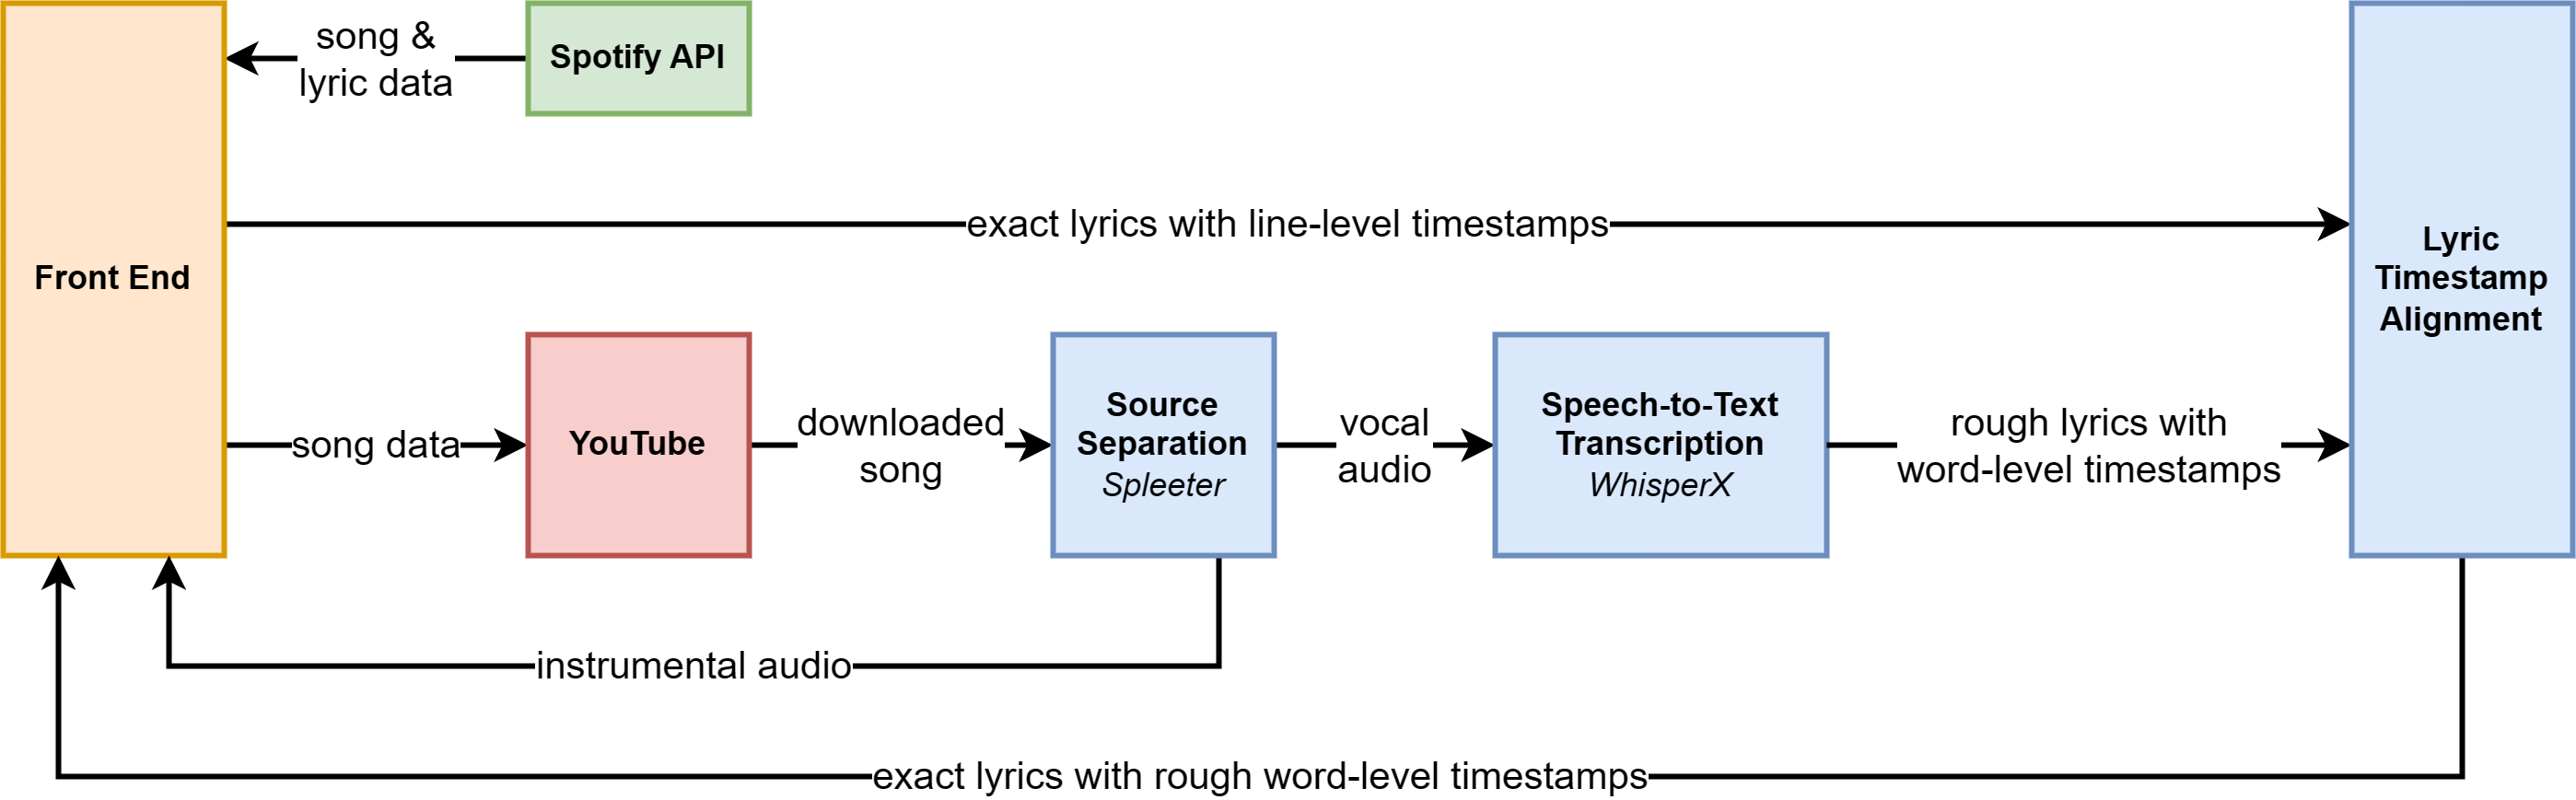 song &
lyric data
Spotify API
exact lyrics with line-level timestamps
Front End
Lyric
Timestamp
Alignment
song data
YouTube
downloaded
song
Source
Separation
Spleeter
vocal
audio
Speech-to-Text
Transcription
WhisperX
rough lyrics with
word-level timestamps
instrumental audio
exact lyrics with rough word-level timestamps